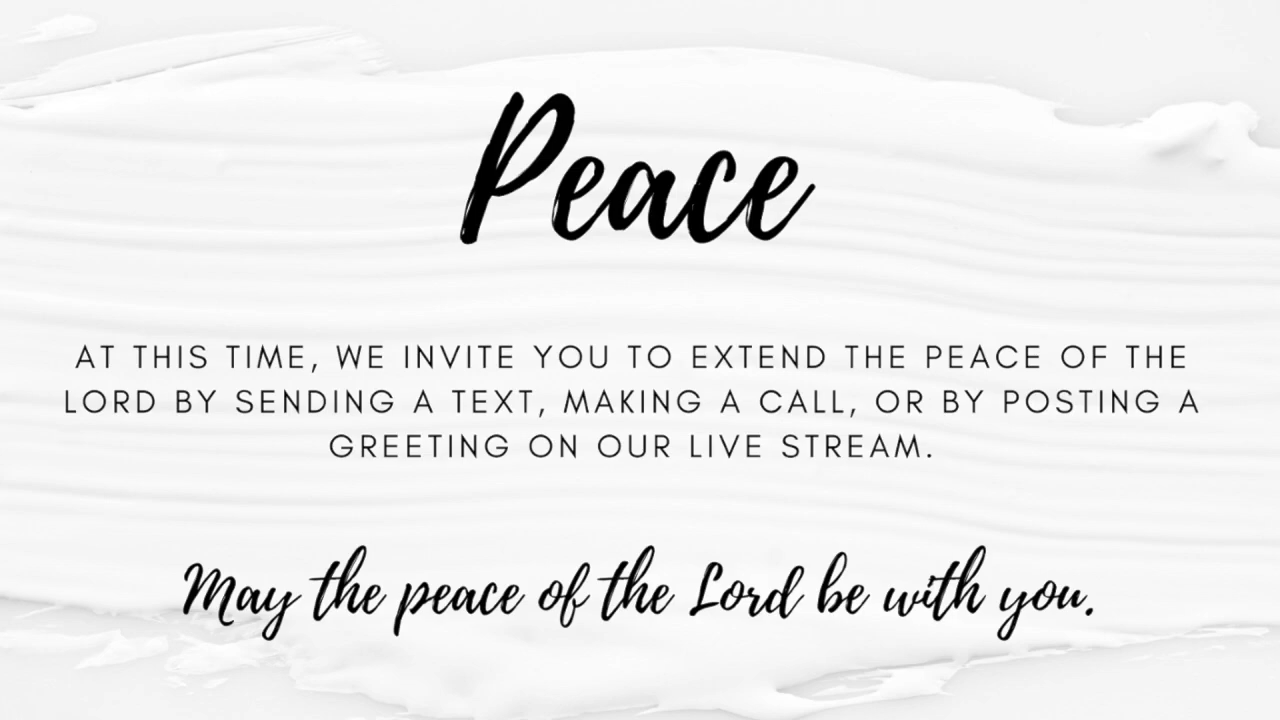 Peace
AT THIS TIME, WE INVITE YOU TO EXTEND THE PEACE OF THE
LORD BY SENDING A TEXT, MAKING A CALL, OR BY POSTING A
GREETING ON OUR LIVE STREAM.
May the peace of the Lord be with you.